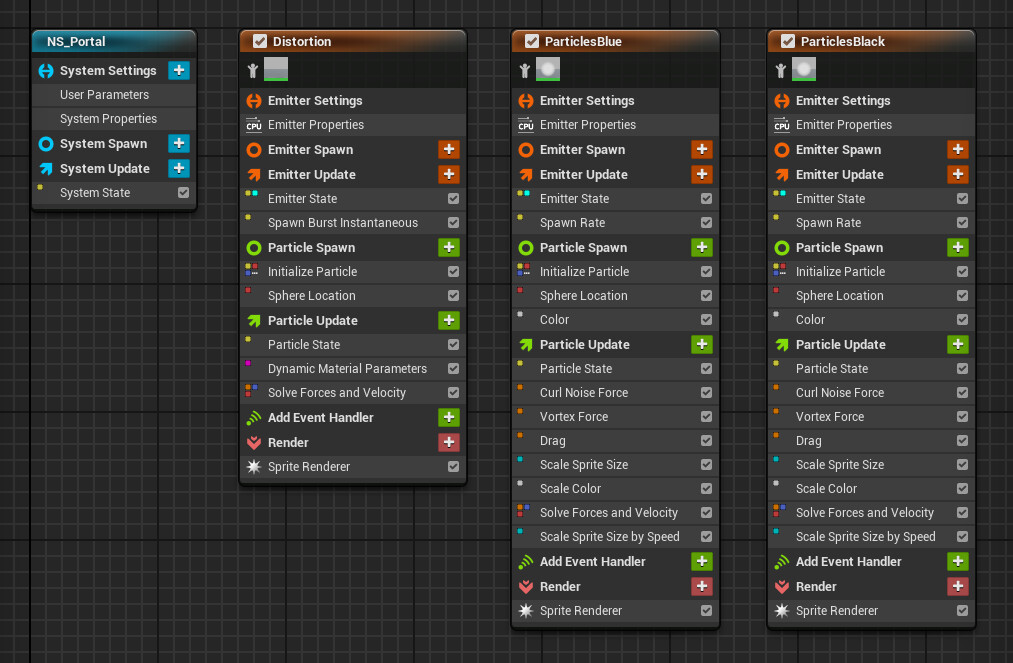 NS_Portal
System Settings
User Parameters
System Properties
System Spawn
System Update
System State
Distortion
Emitter Settings
CPU Emitter Properties
Emitter Spawn
Emitter Update
Emitter State
Spawn Burst Instantaneous
Particle Spawn
Initialize Particle
Sphere Location
Particle Update
Particle State
Dynamic Material Parameters
Solve Forces and Velocity
Add Event Handler
Render
Sprite Renderer
ParticlesBlue
Emitter Settings
CPU Emitter Properties
Emitter Spawn
Emitter Update
Emitter State
Spawn Rate
Particle Spawn
Initialize Particle
Sphere Location
Color
Particle Update
Particle State
Curl Noise Force
Vortex Force
Drag
Scale Sprite Size
Scale Color
Solve Forces and Velocity
Scale Sprite Size by Speed
Add Event Handler
Render
Sprite Renderer
ParticlesBlack
Emitter Settings
CPU Emitter Properties
Emitter Spawn
Emitter Update
Emitter State
Spawn Rate
Particle Spawn
Initialize Particle
Sphere Location
Color
Particle Update
Particle State
Curl Noise Force
Vortex Force
Drag
Scale Sprite Size
Scale Color
Solve Forces and Velocity
Scale Sprite Size by Speed
Add Event Handler
Render
Sprite Renderer